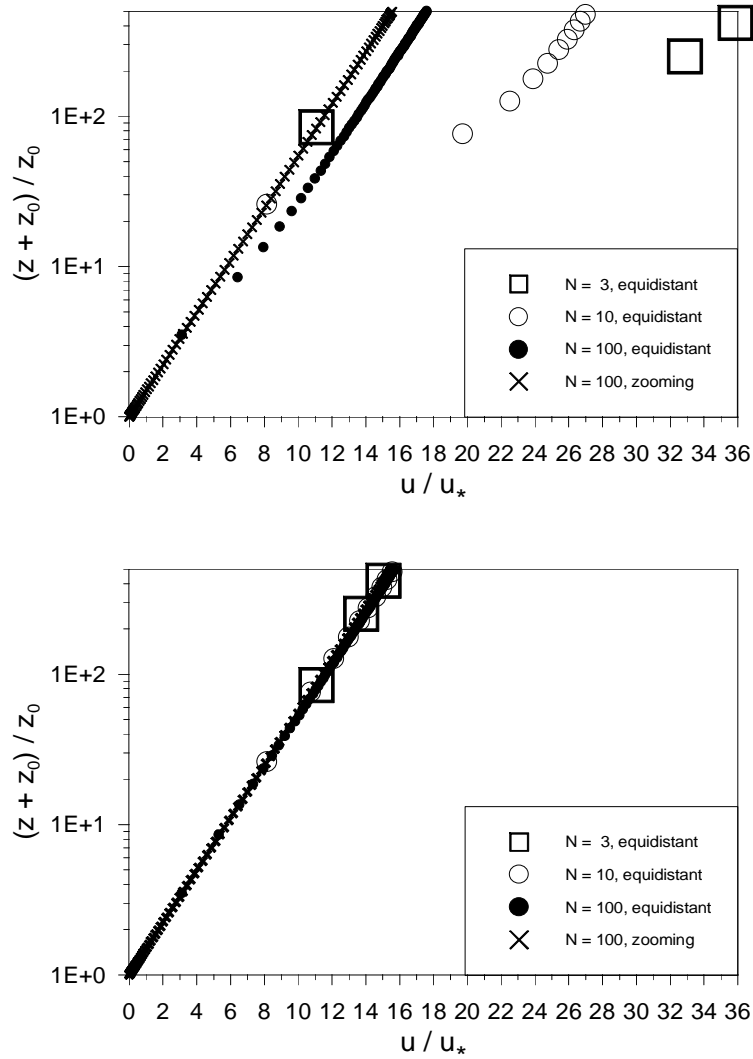 1E+2
1E+1
1E+0
(z + z0) / z0
N = 3, equidistant
N = 10, equidistant
N = 100, equidistant
N = 100, zooming
0 2 4 6 8 10 12 14 16 18 20 22 24 26 28 30 32 34 36
u / u*
1E+2
1E+1
1E+0
(z + z0) / z0
N = 3, equidistant
N = 10, equidistant
N = 100, equidistant
N = 100, zooming
0 2 4 6 8 10 12 14 16 18 20 22 24 26 28 30 32 34 36
u / u*